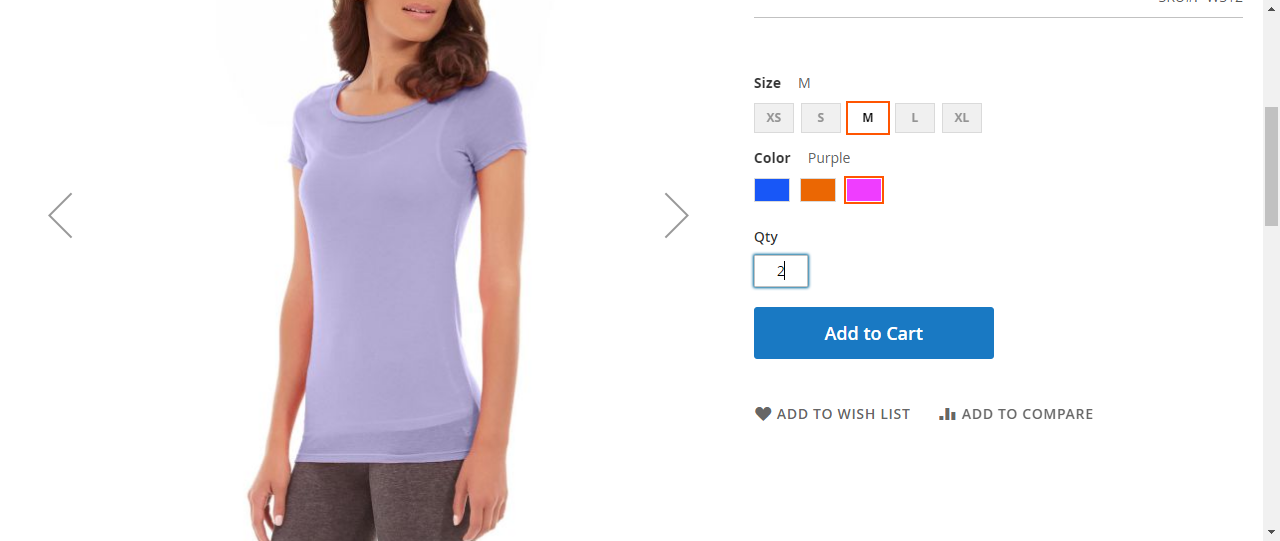 Size M
XS S M L XL
Color Purple
Qty
2
Add to Cart
ADD TO WISH LIST ADD TO COMPARE